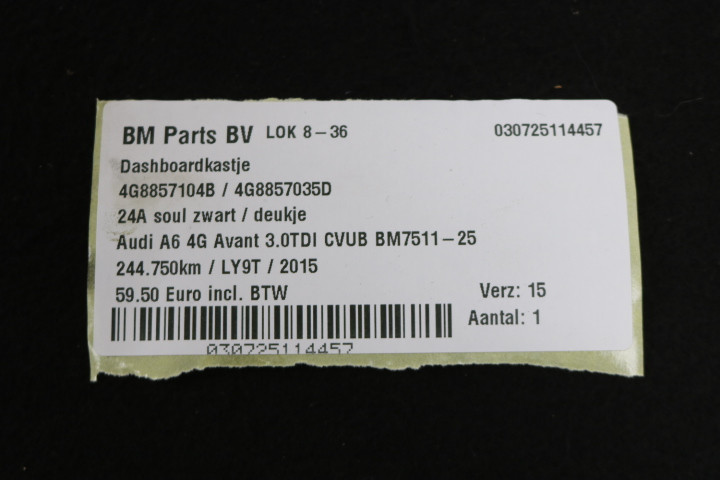 BM Parts BV LOK 8-36 030725114457
Dashboardkastje
4G8857104B / 4G8857035D
24A soul zwart / deukje
Audi A6 4G Avant 3.0TDI CVUB BM7511-25
244.750km / LY9T / 2015
59.50 Euro incl. BTW Verz: 15
Aantal: 1
030725114457